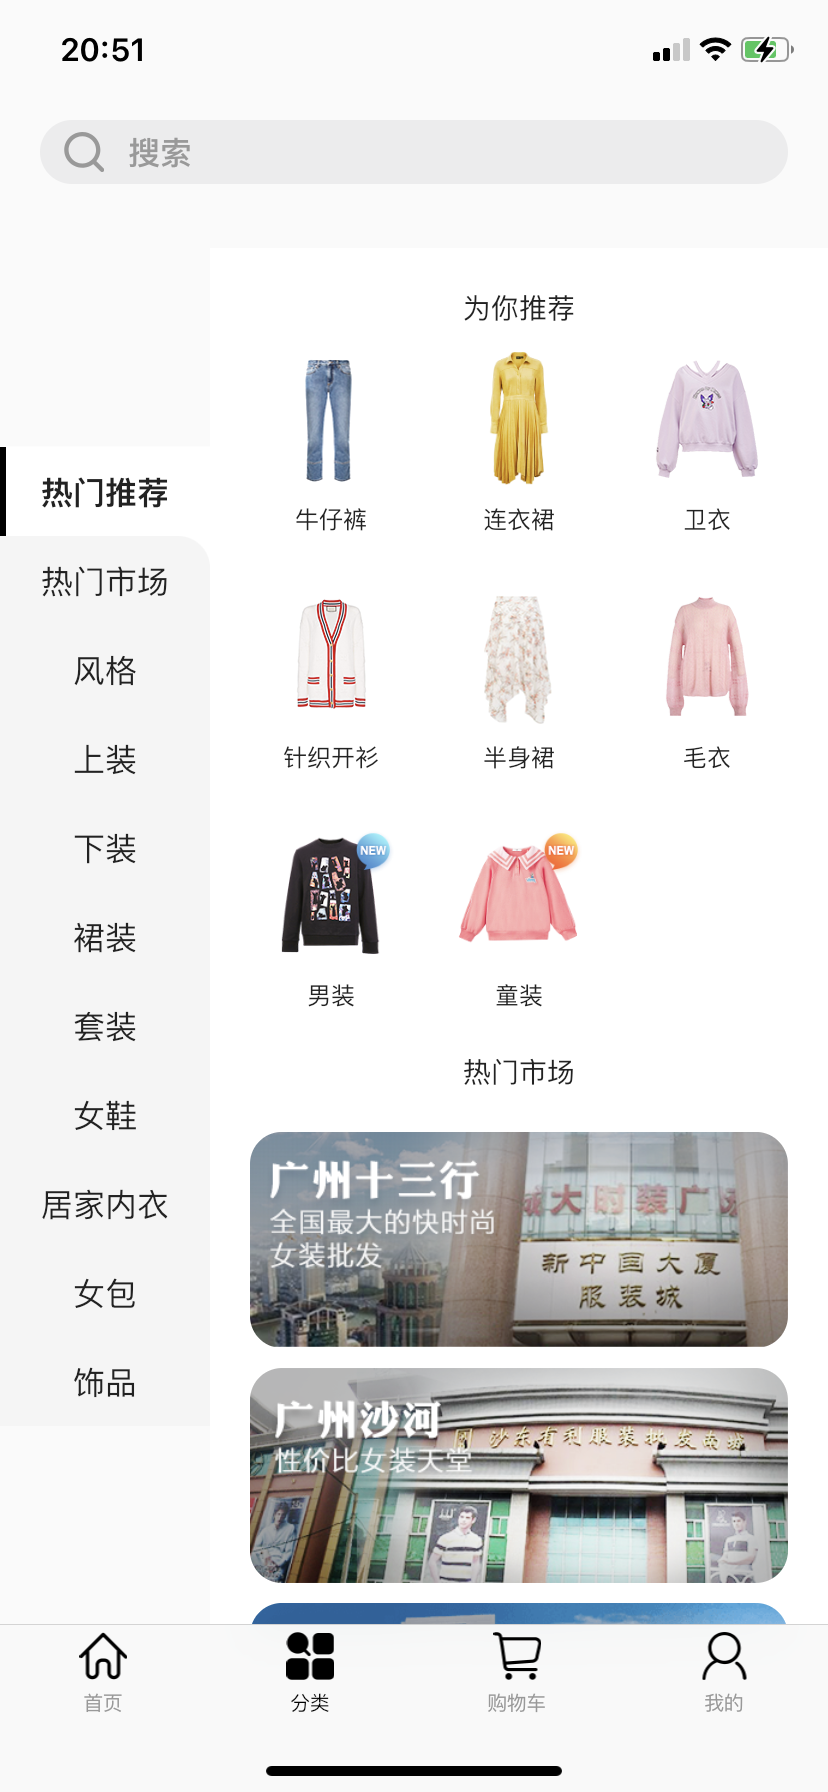 20:51
搜索
为你推荐
牛仔裤
连衣裙
卫衣
针织开衫
半身裙
毛衣
NEW
NEW
男装
童装
热门推荐
热门市场
风格
上装
下装
裙装
套装
女鞋
居家内衣
女包
饰品
热门市场
广州十三行
全国最大的快时尚
女装批发
大时装广
新中国大厦
服装城
广州沙河
性价比女装天堂
沙东有利服装批发商城
首页
分类
购物车
我的